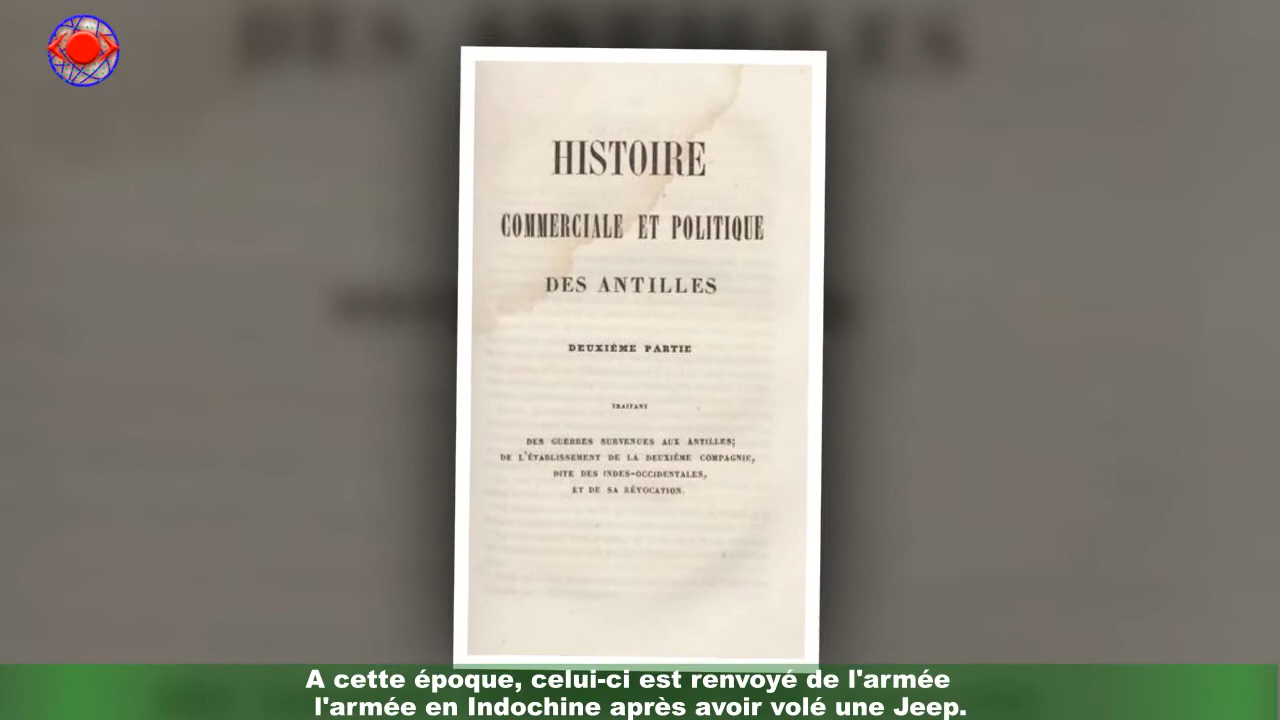 HISTOIRE
COMMERCIALE ET POLITIQUE
DES ANTILLES
DEUXIÈME PARTIE
TRAITANT
DES GUERRES SURVENUES AUX ANTILLES;
DE L'ÉTABLISSEMENT DE LA DEUXIÈME COMPAGNIE,
DITE DES INDES-OCCIDENTALES,
ET DE SA RÉVOCATION.
A cette époque, celui-ci est renvoyé de l'armée
l'armée en Indochine après avoir volé une Jeep.